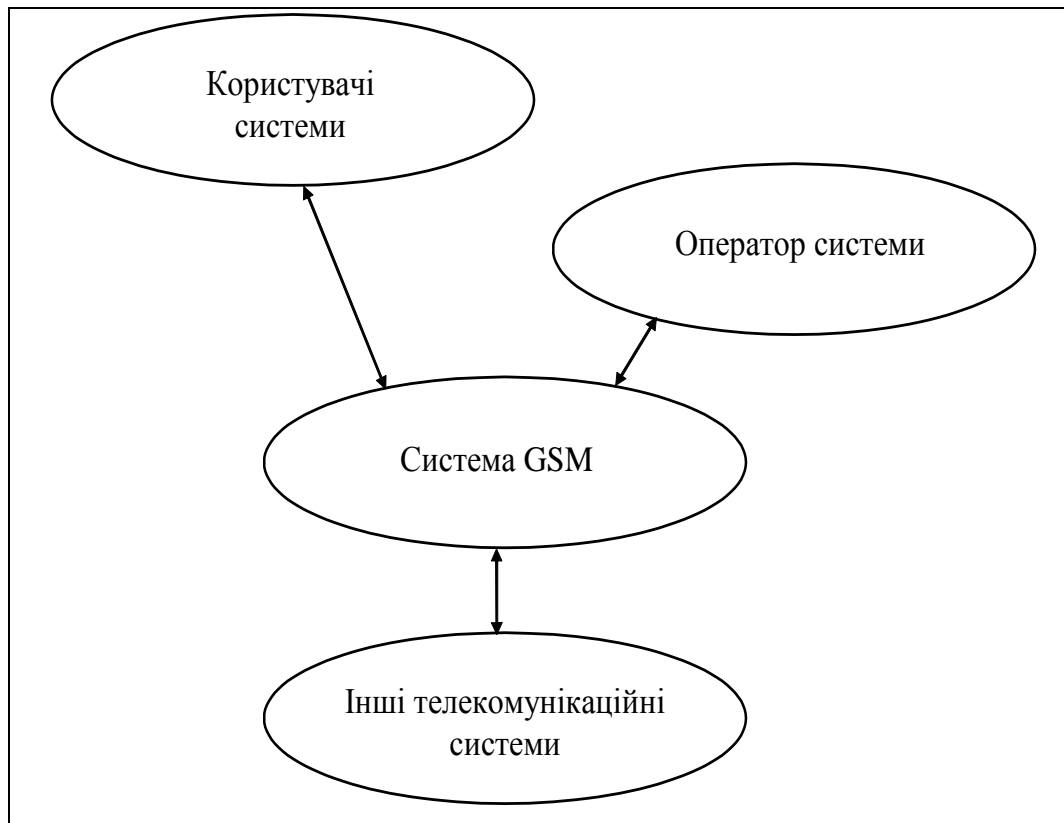 Користувачі
системи
Оператор системи
Система GSM
Інші телекомунікаційні
системи